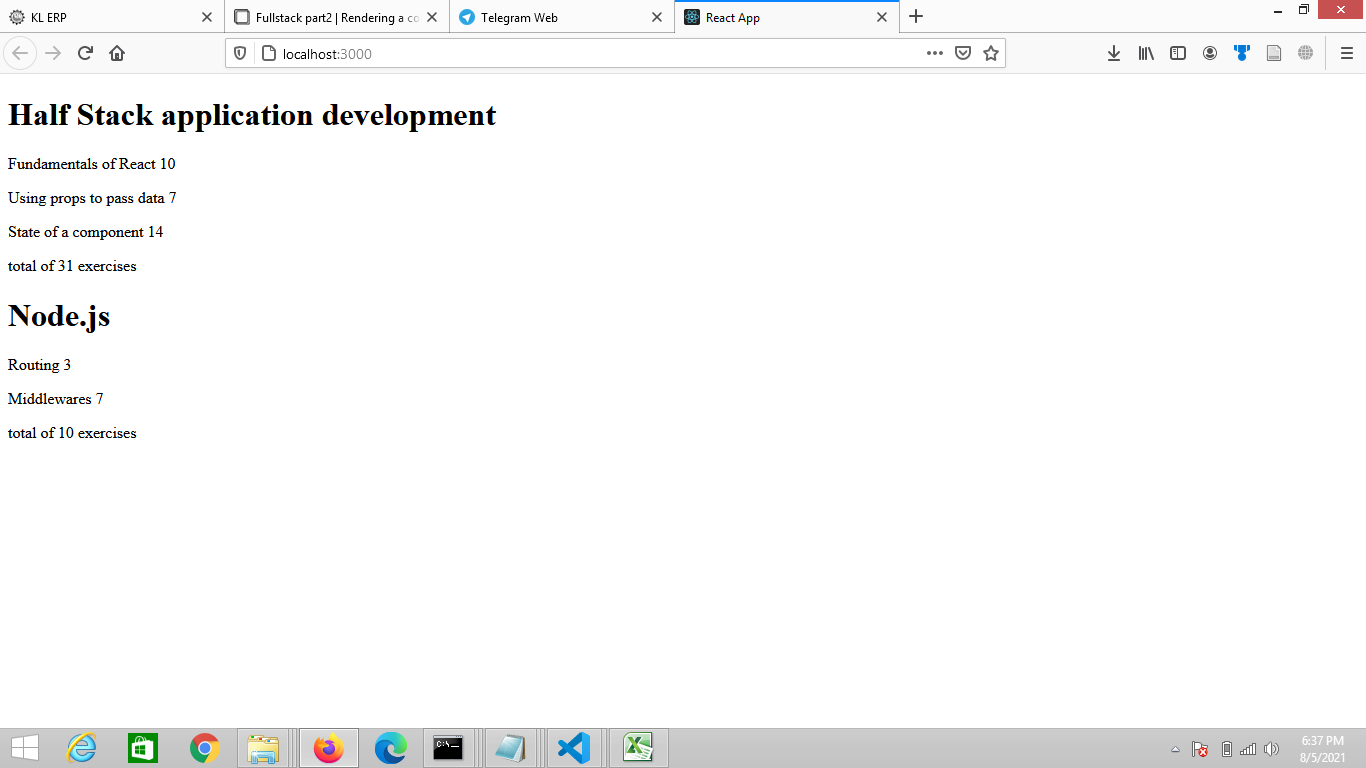 KL ERP
Fullstack part2 | Rendering a co
Telegram Web
React App
localhost:3000
Half Stack application development
Fundamentals of React 10
Using props to pass data 7
State of a component 14
total of 31 exercises
Node.js
Routing 3
Middlewares 7
total of 10 exercises
C:\_
6:37 PM
8/5/2021